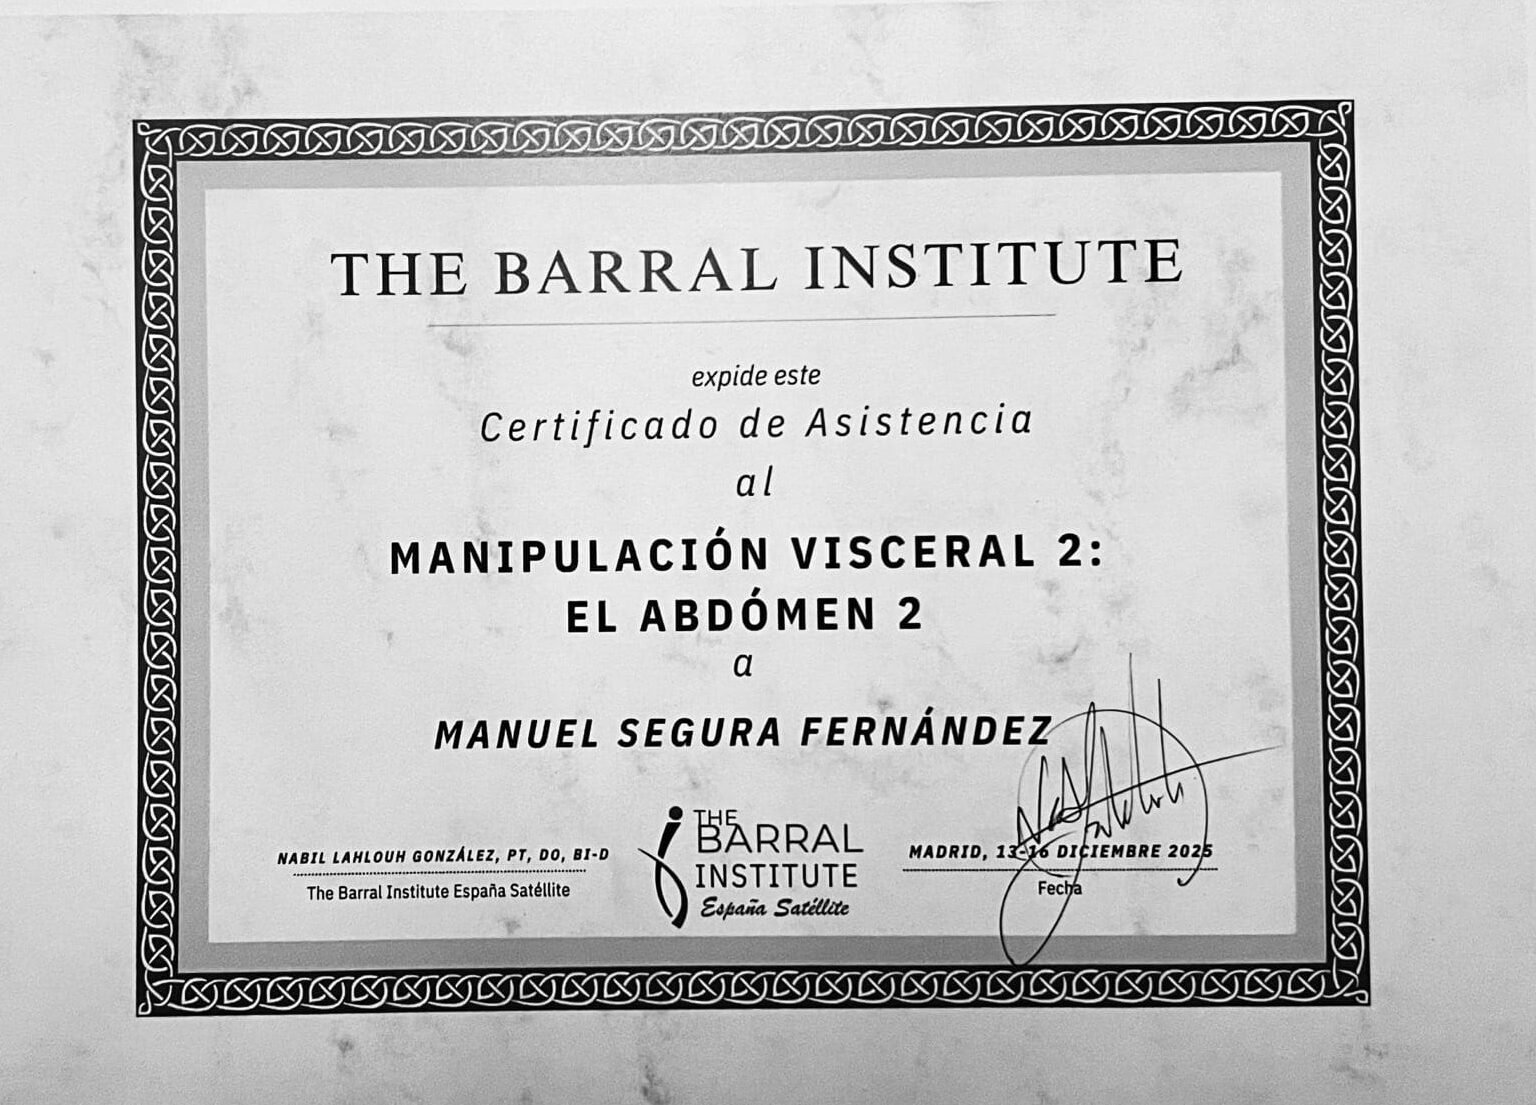 THE BARRAL INSTITUTE
expide este
Certificado de Asistencia
al
MANIPULACIÓN VISCERAL 2:
EL ABDÓMEN 2
a
MANUEL SEGURA FERNÁNDEZ
NABIL LAHLOUH GONZÁLEZ, PT, DO, BI-D
The Barral Institute España Satéllite
THE
BARRAL
INSTITUTE
España Satéllite
MADRID, 13-16 DICIEMBRE 2025
Fecha